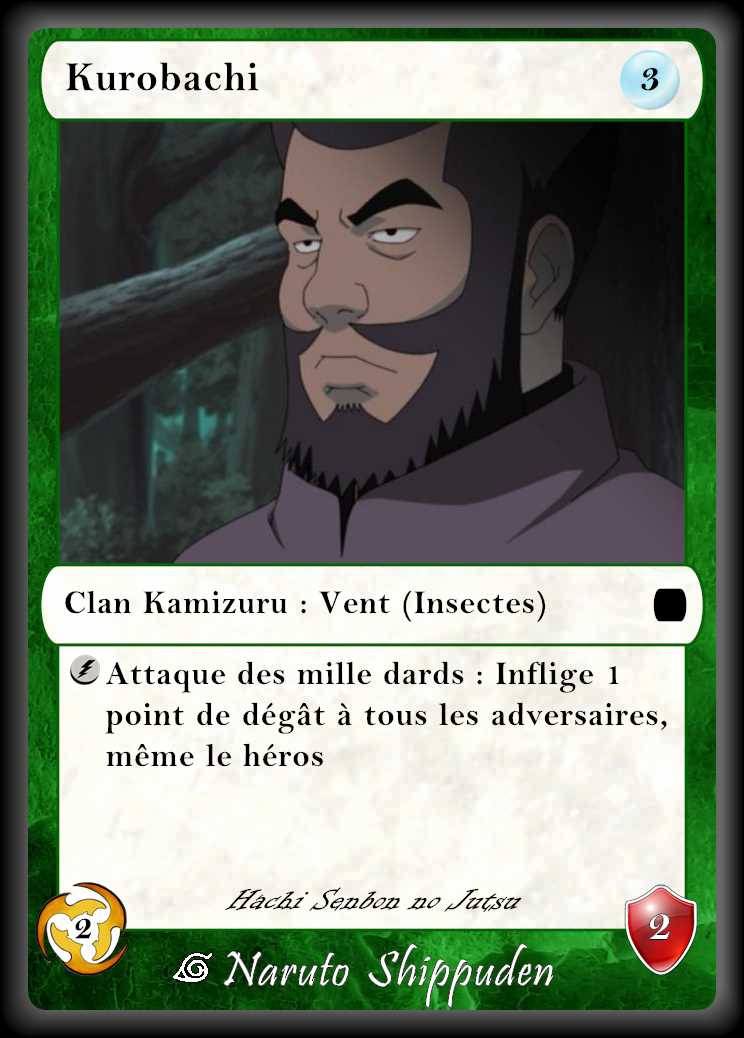 Kurobachi
3
Clan Kamizuru : Vent (Insectes)
Attaque des mille dards : Inflige 1
point de dégât à tous les adversaires,
même le héros
Hachi Senbon no Jutsu
2
2
Naruto Shippuden